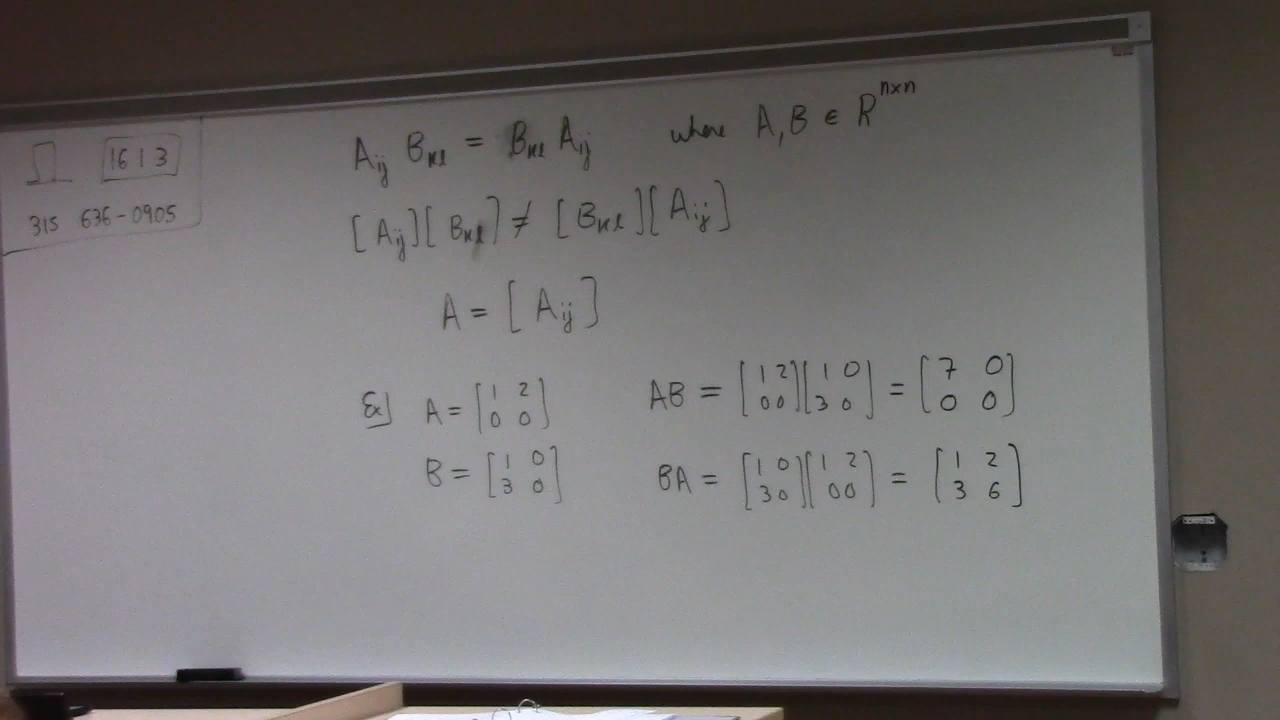 1613
315 636-0905
A_ij B_kl = B_kl A_ij where A, B ∈ R^{n×n}
[A_ij][B_kl] ≠ [B_kl][A_ij]
A = [A_ij]
Ex] A = [1 2; 0 0] AB = [1 2; 0 0][1 0; 3 0] = [7 0; 0 0]
B = [1 0; 3 0] BA = [1 0; 3 0][1 2; 0 0] = [1 2; 3 6]